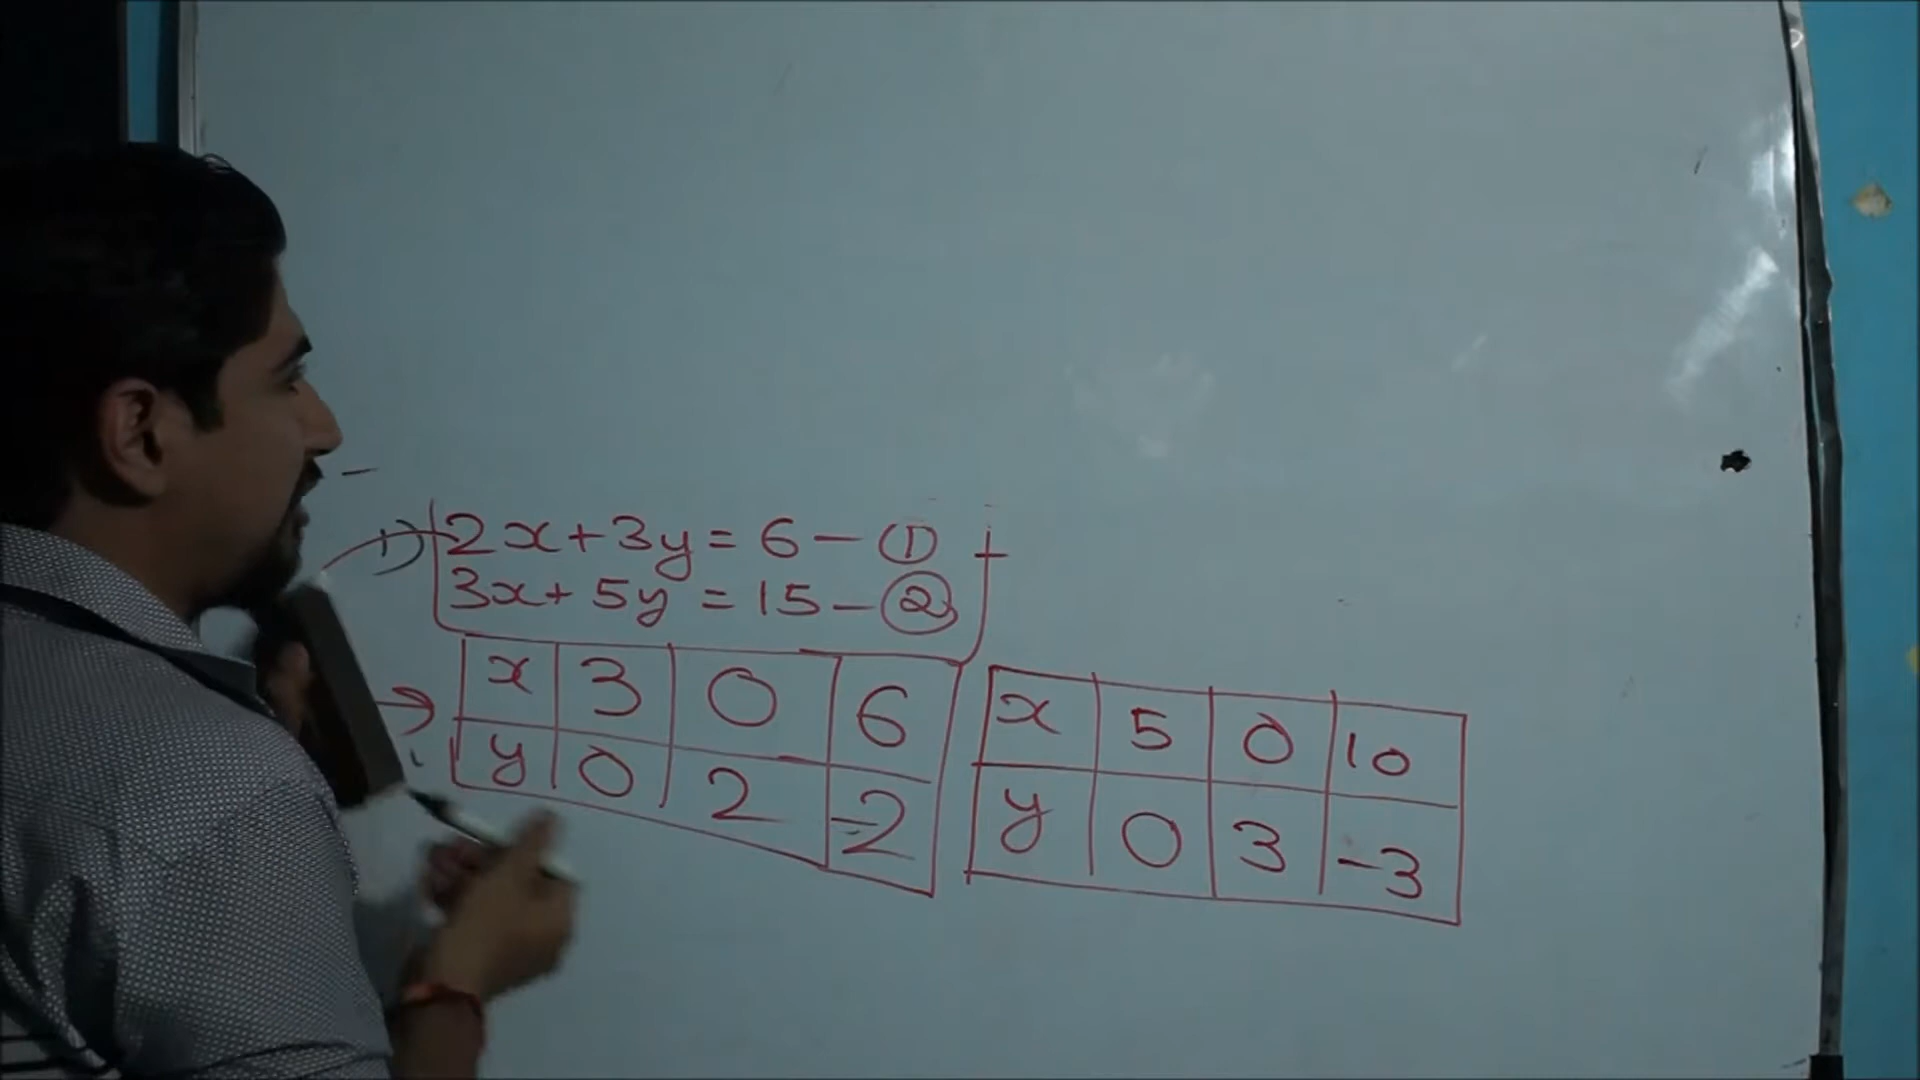 1) 2x+3y=6-①
3x+5y=15-②
x 3 0 6
y 0 2 -2
x 5 0 10
y 0 3 -3